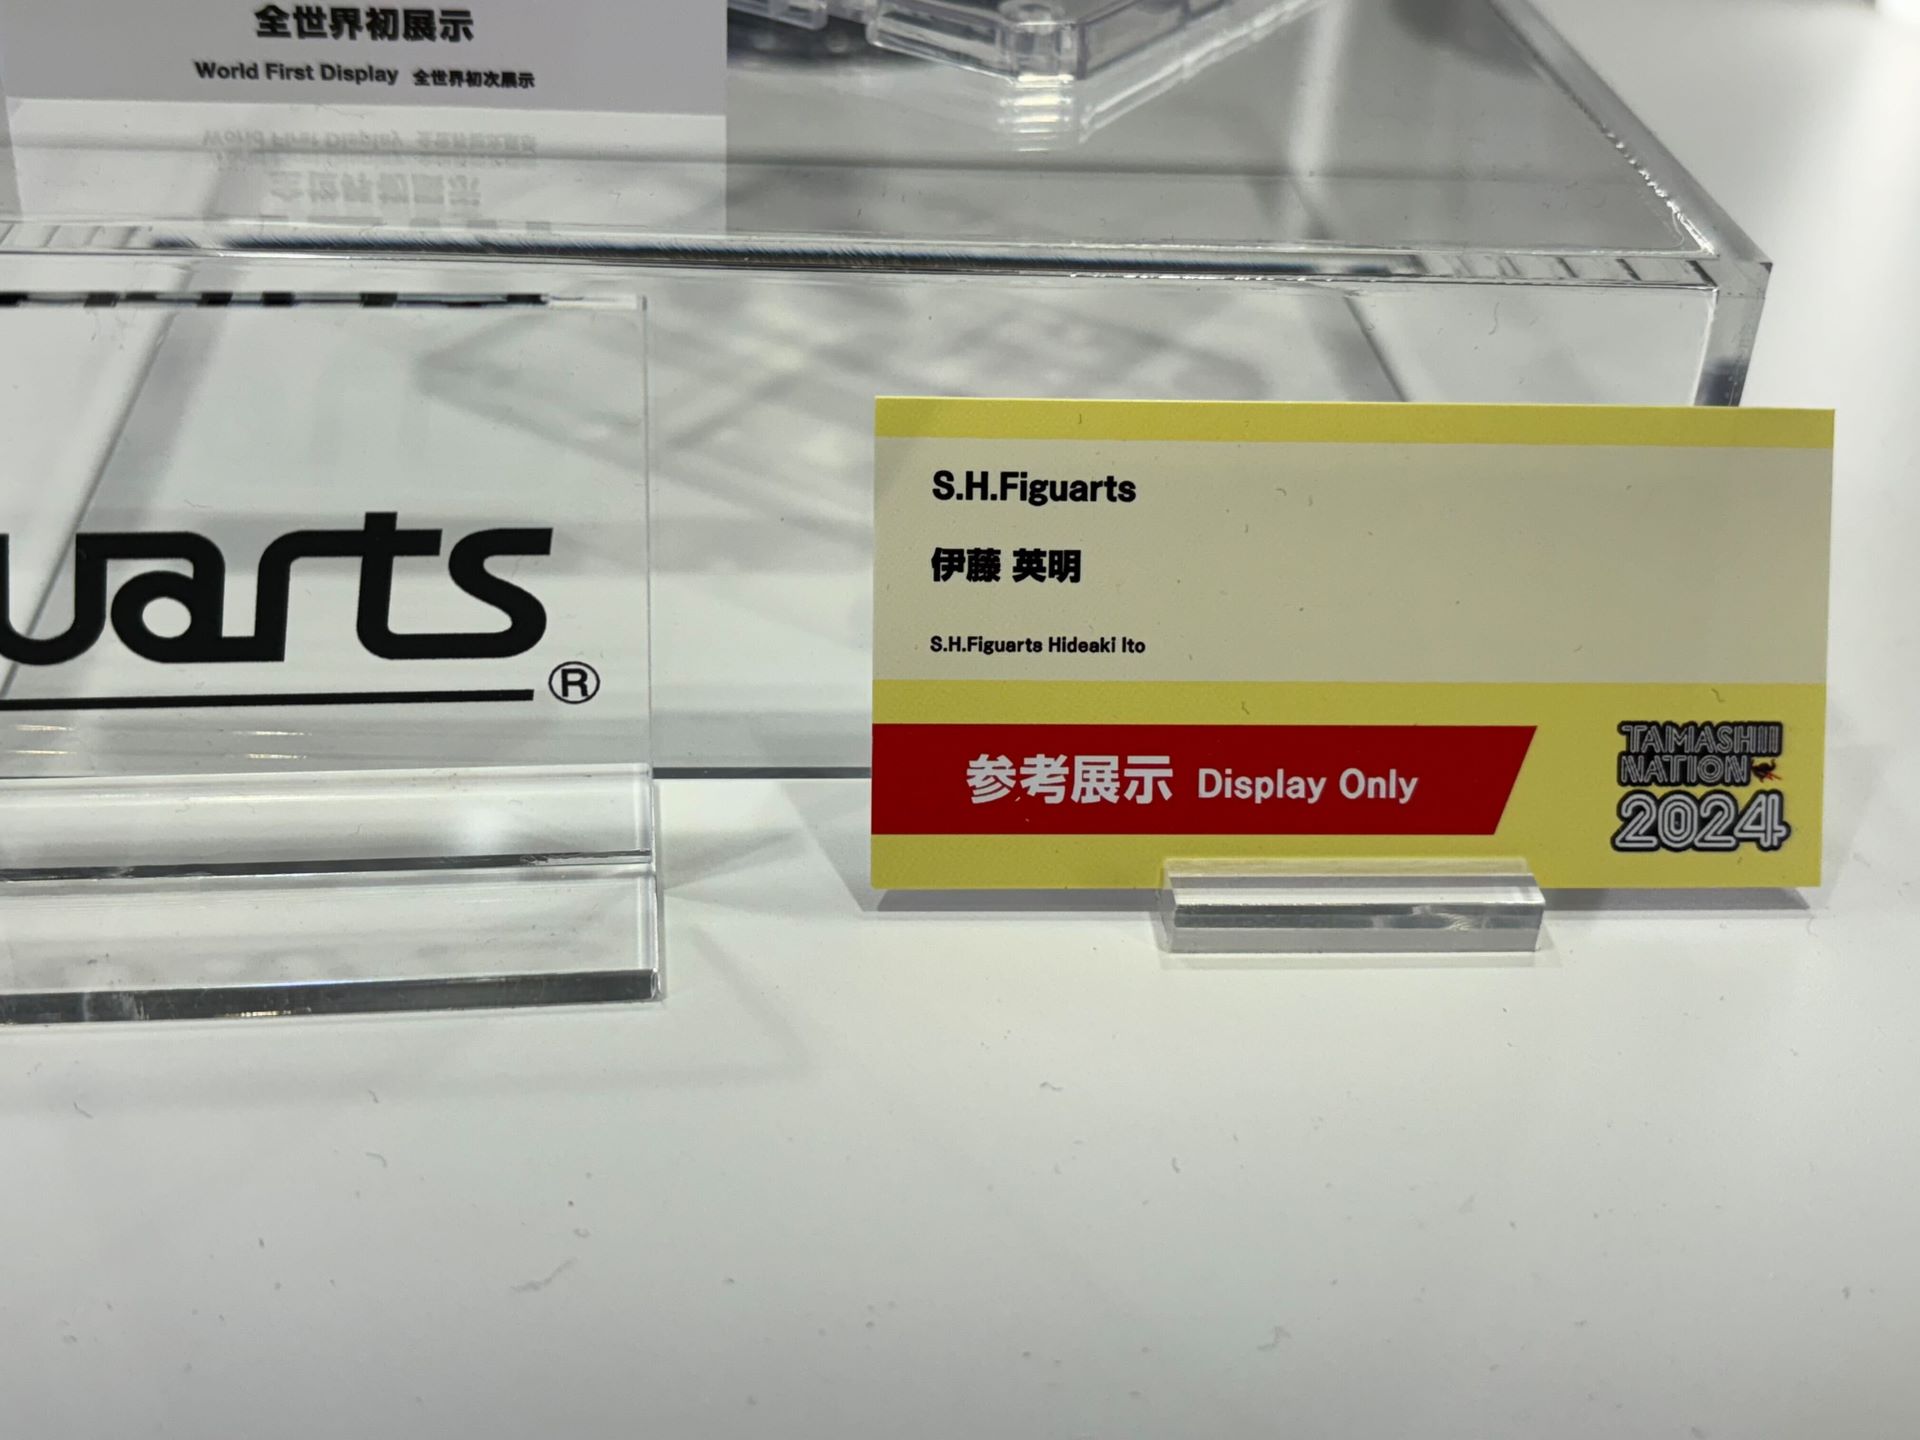 全世界初展示
World First Display 全世界初次展示
uarts
®
S.H.Figuarts
伊藤 英明
S.H.Figuarts Hideaki Ito
参考展示 Display Only
TAMASHII
NATION
2024